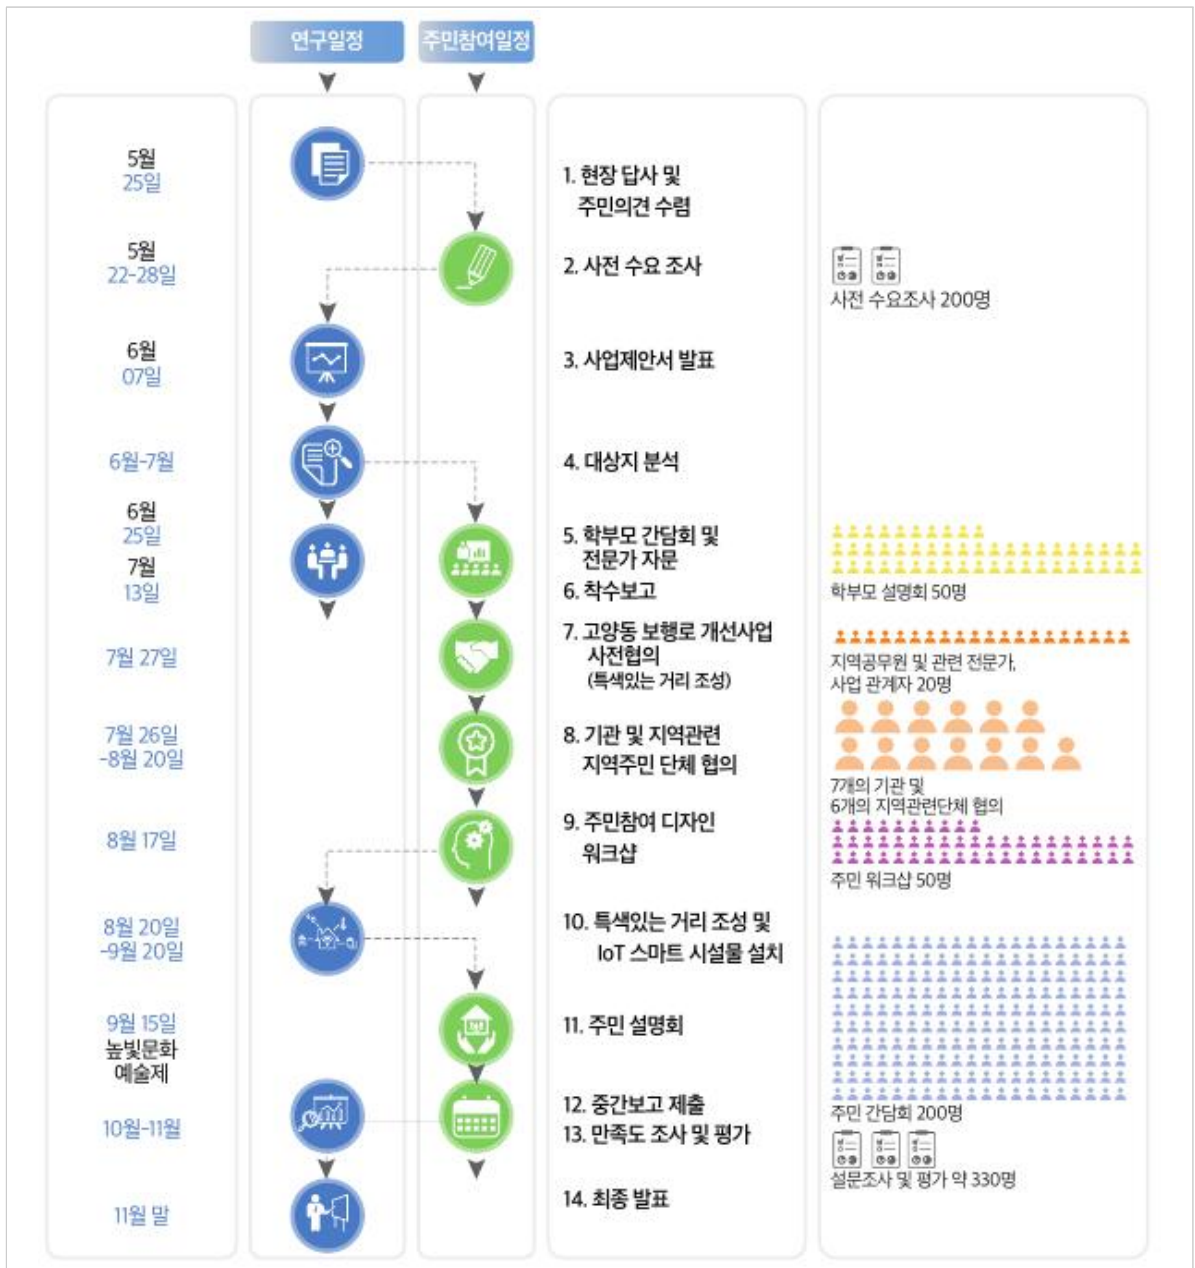 연구일정
주민참여일정
5월
25일
1. 현장 답사 및
주민의견 수렴
5월
22-28일
2. 사전 수요 조사
사전 수요조사 200명
6월
07일
3. 사업제안서 발표
6월-7월
4. 대상지 분석
6월
25일
7월
13일
5. 학부모 간담회 및
전문가 자문
6. 착수보고
학부모 설명회 50명
7월 27일
7. 고양동 보행로 개선사업
사전협의
(특색있는 거리 조성)
지역공무원 및 관련 전문가,
사업 관계자 20명
7월 26일
-8월 20일
8. 기관 및 지역관련
지역주민 단체 협의
7개의 기관 및
6개의 지역관련단체 협의
8월 17일
9. 주민참여 디자인
워크샵
주민 워크샵 50명
8월 20일
-9월 20일
10. 특색있는 거리 조성 및
IoT 스마트 시설물 설치
9월 15일
높빛문화
예술제
11. 주민 설명회
주민 간담회 200명
10월-11월
12. 중간보고 제출
13. 만족도 조사 및 평가
설문조사 및 평가 약 330명
11월 말
14. 최종 발표